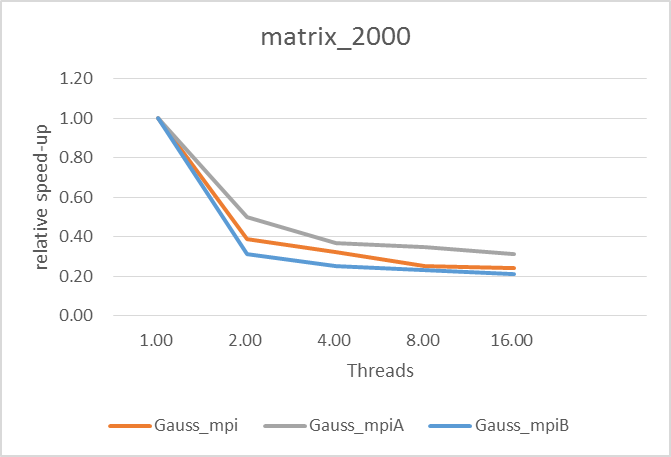 matrix_2000
1.20
1.00
0.80
0.60
0.40
0.20
0.00
relative speed-up
1.00 2.00 4.00 8.00 16.00
Threads
Gauss_mpi Gauss_mpiA Gauss_mpiB